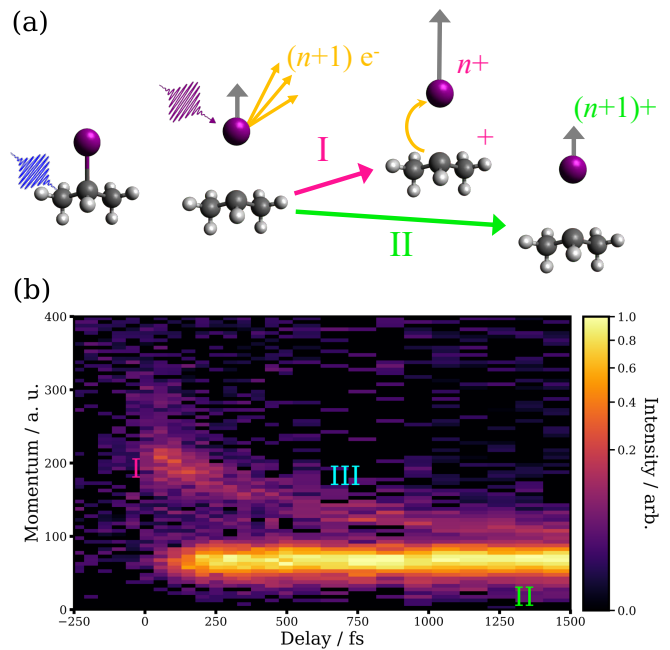 (a)
(n+1) e⁻
n+
(n+1)+
I
+
II
(b)
400
300
200
100
0
Momentum / a. u.
I
III
II
−250
0
250
500
750
1000
1250
1500
Delay / fs
1.0
0.8
0.6
0.4
0.2
0.0
Intensity / arb.